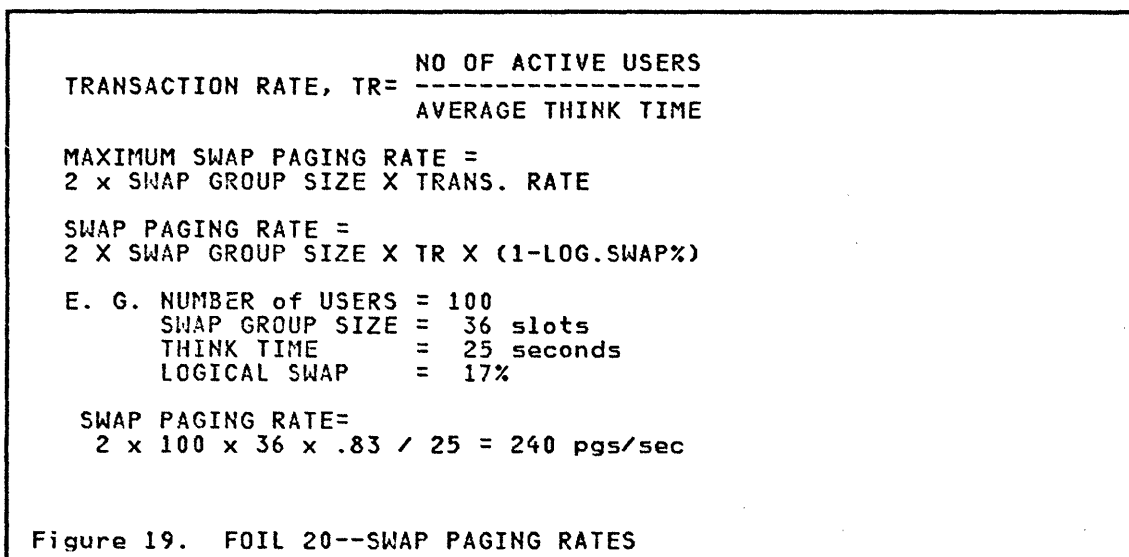 NO OF ACTIVE USERS
TRANSACTION RATE, TR= ------------------
AVERAGE THINK TIME
MAXIMUM SWAP PAGING RATE =
2 x SWAP GROUP SIZE X TRANS. RATE
SWAP PAGING RATE =
2 X SWAP GROUP SIZE X TR X (1-LOG.SWAP%)
E. G. NUMBER of USERS = 100
SWAP GROUP SIZE = 36 slots
THINK TIME = 25 seconds
LOGICAL SWAP = 17%
SWAP PAGING RATE=
2 x 100 x 36 x .83 / 25 = 240 pgs/sec
Figure 19. FOIL 20--SWAP PAGING RATES